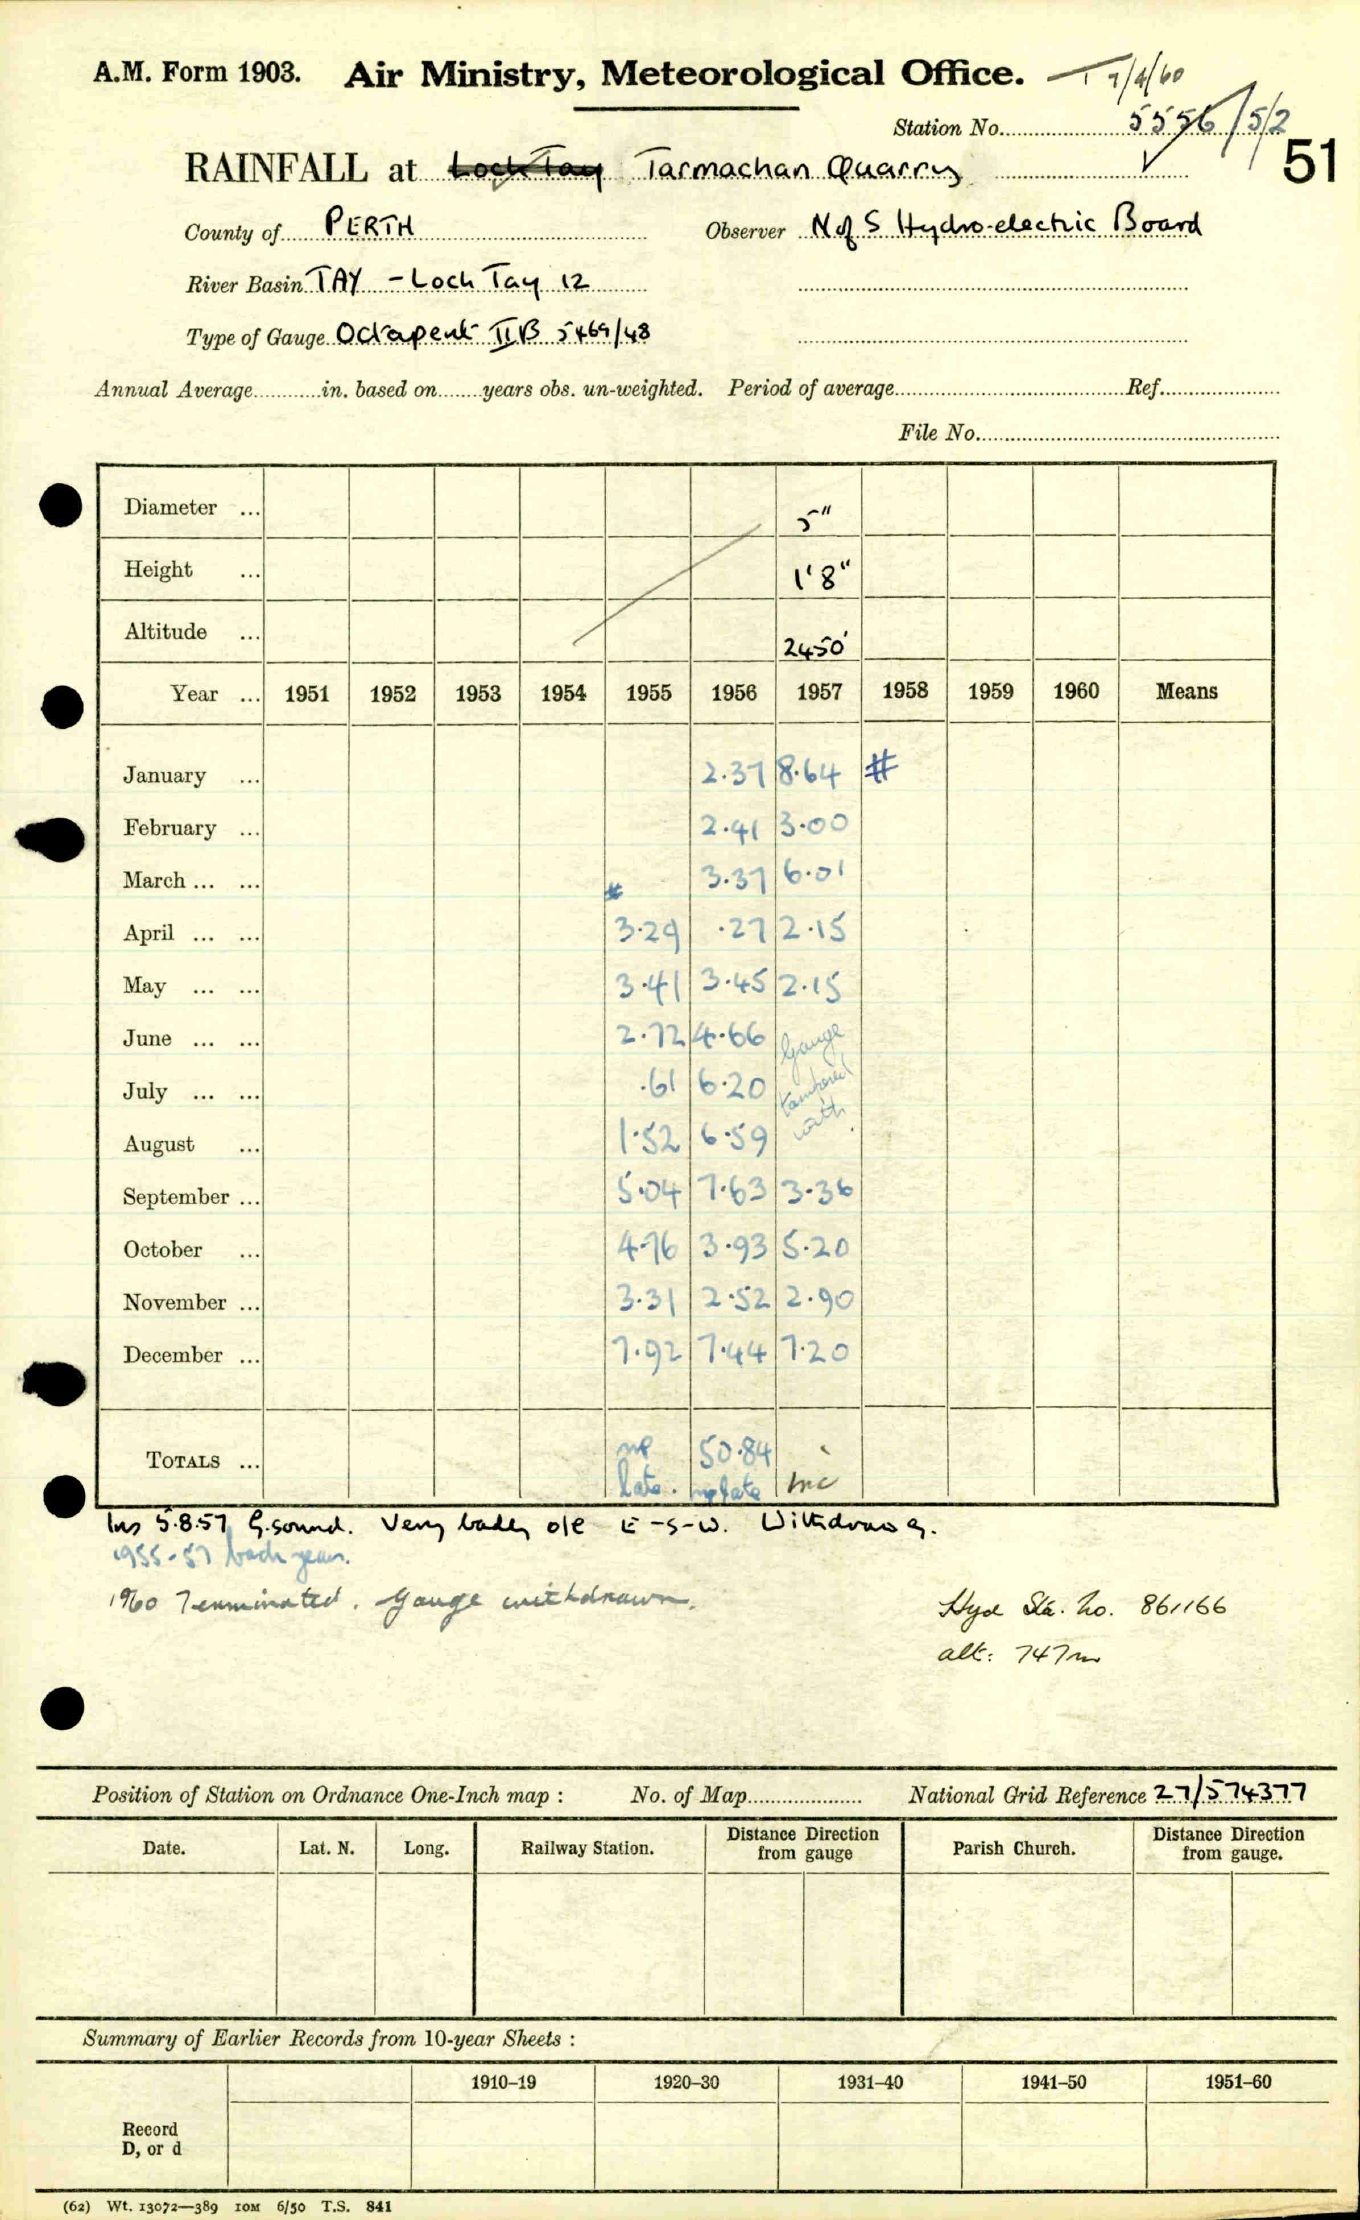 A.M. Form 1903. Air Ministry, Meteorological Office. T 7/4/60
Station No. 5556/5/2
51
RAINFALL at Loch Tay Tarmachan Quarry
County of PERTH Observer N of S Hydro-electric Board
River Basin TAY - Loch Tay 12
Type of Gauge Octapent IIB 5469/48
Annual Average............in. based on........years obs. un-weighted. Period of average........................Ref...............
File No.
Diameter ... 5"
Height ... 1'8"
Altitude ... 2450'
Year ... 1951 1952 1953 1954 1955 1956 1957 1958 1959 1960 Means
January ... 2.37 8.64 #
February ... 2.41 3.00
March ... ... # 3.37 6.01
April ... ... 3.29 .27 2.15
May ... ... 3.41 3.45 2.15
June ... ... 2.72 4.66 Gauge
July ... ... .61 6.20 tampered
August ... 1.52 6.59 with.
September ... 5.04 7.63 3.36
October ... 4.76 3.93 5.20
November ... 3.31 2.52 2.90
December ... 7.92 7.44 7.20
TOTALS ... 50.84
late. late Inc
Ins 5.8.57 G. sound. Very badly o/e E-S-W. Withdraw g.
1955-57 back years.
1960 Terminated. Gauge withdrawn.
Hyd Sta. No. 861166
alt: 747m
Position of Station on Ordnance One-Inch map : No. of Map.................... National Grid Reference 27/574377
Date. Lat. N. Long. Railway Station. Distance Direction from gauge Parish Church. Distance Direction from gauge.
Summary of Earlier Records from 10-year Sheets :
1910–19 1920–30 1931–40 1941–50 1951–60
Record
D, or d
(62) Wt. 13072—389 10M 6/50 T.S. 841